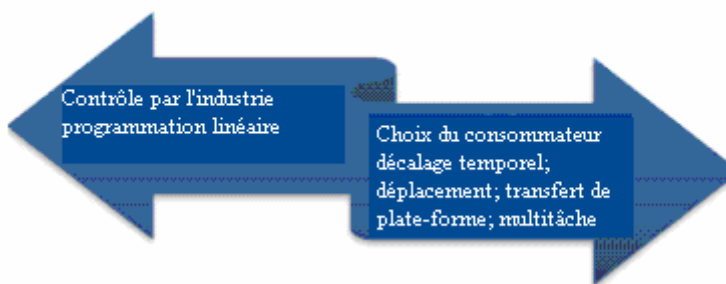 Contrôle par l'industrie
programmation linéaire
Choix du consommateur
décalage temporel;
déplacement; transfert de
plate-forme; multitâche